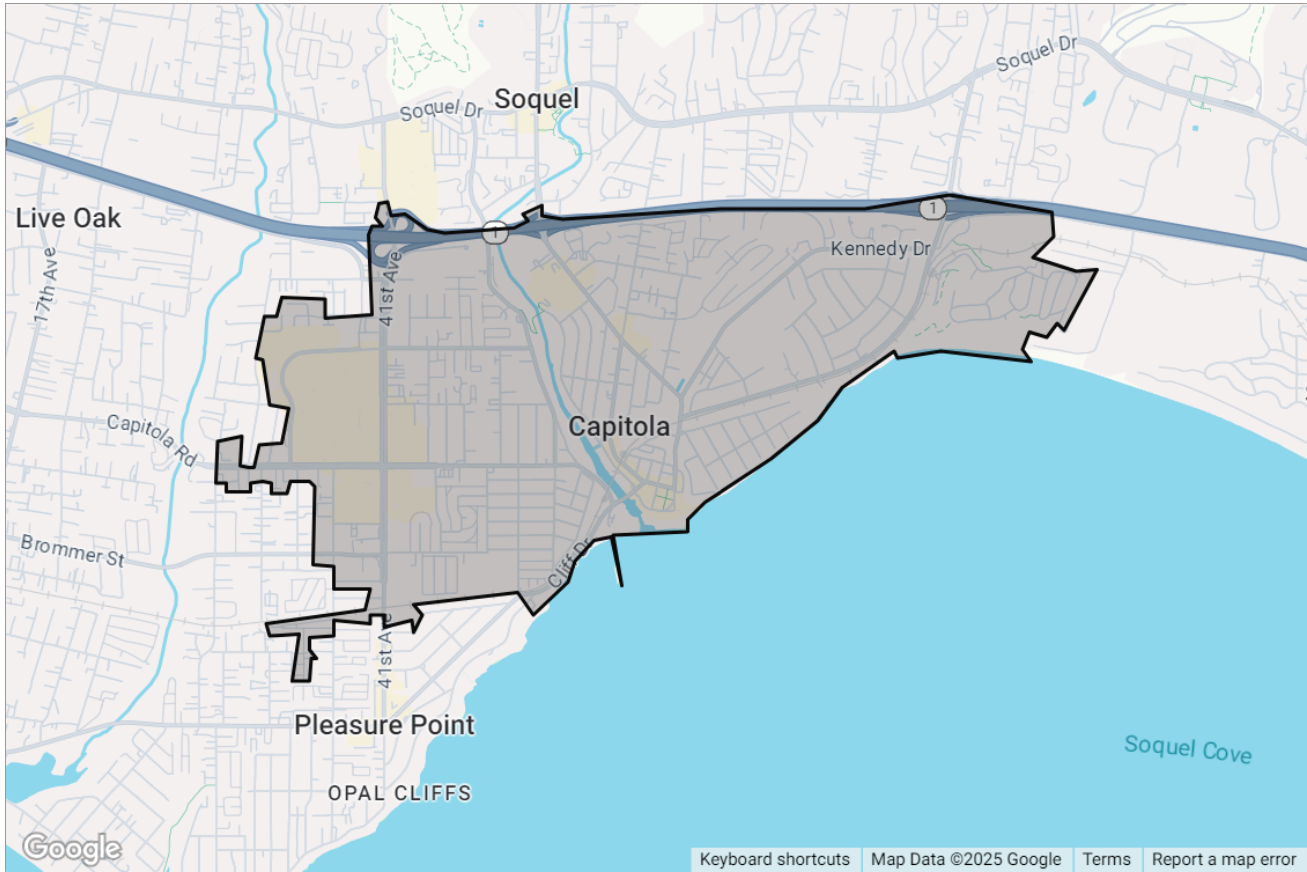 Soquel Dr
Soquel
Soquel Dr
Live Oak
1
1
Kennedy Dr
17th Ave
41st Ave
Capitola Rd
Capitola
Brommer St
Cliff Dr
41st Ave
Pleasure Point
Soquel Cove
OPAL CLIFFS
Google
Keyboard shortcuts
Map Data ©2025 Google
Terms
Report a map error